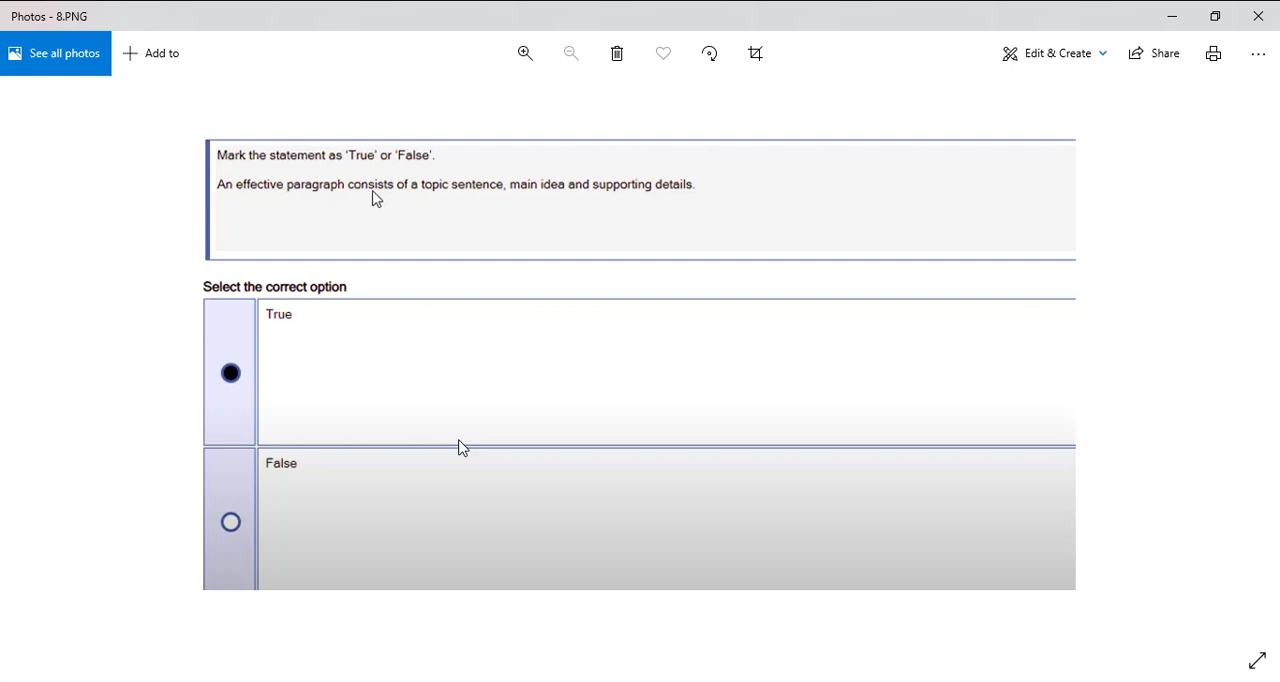 Photos - 8.PNG
See all photos
Add to
Edit & Create
Share
Mark the statement as 'True' or 'False'.
An effective paragraph consists of a topic sentence, main idea and supporting details.
Select the correct option
True
False